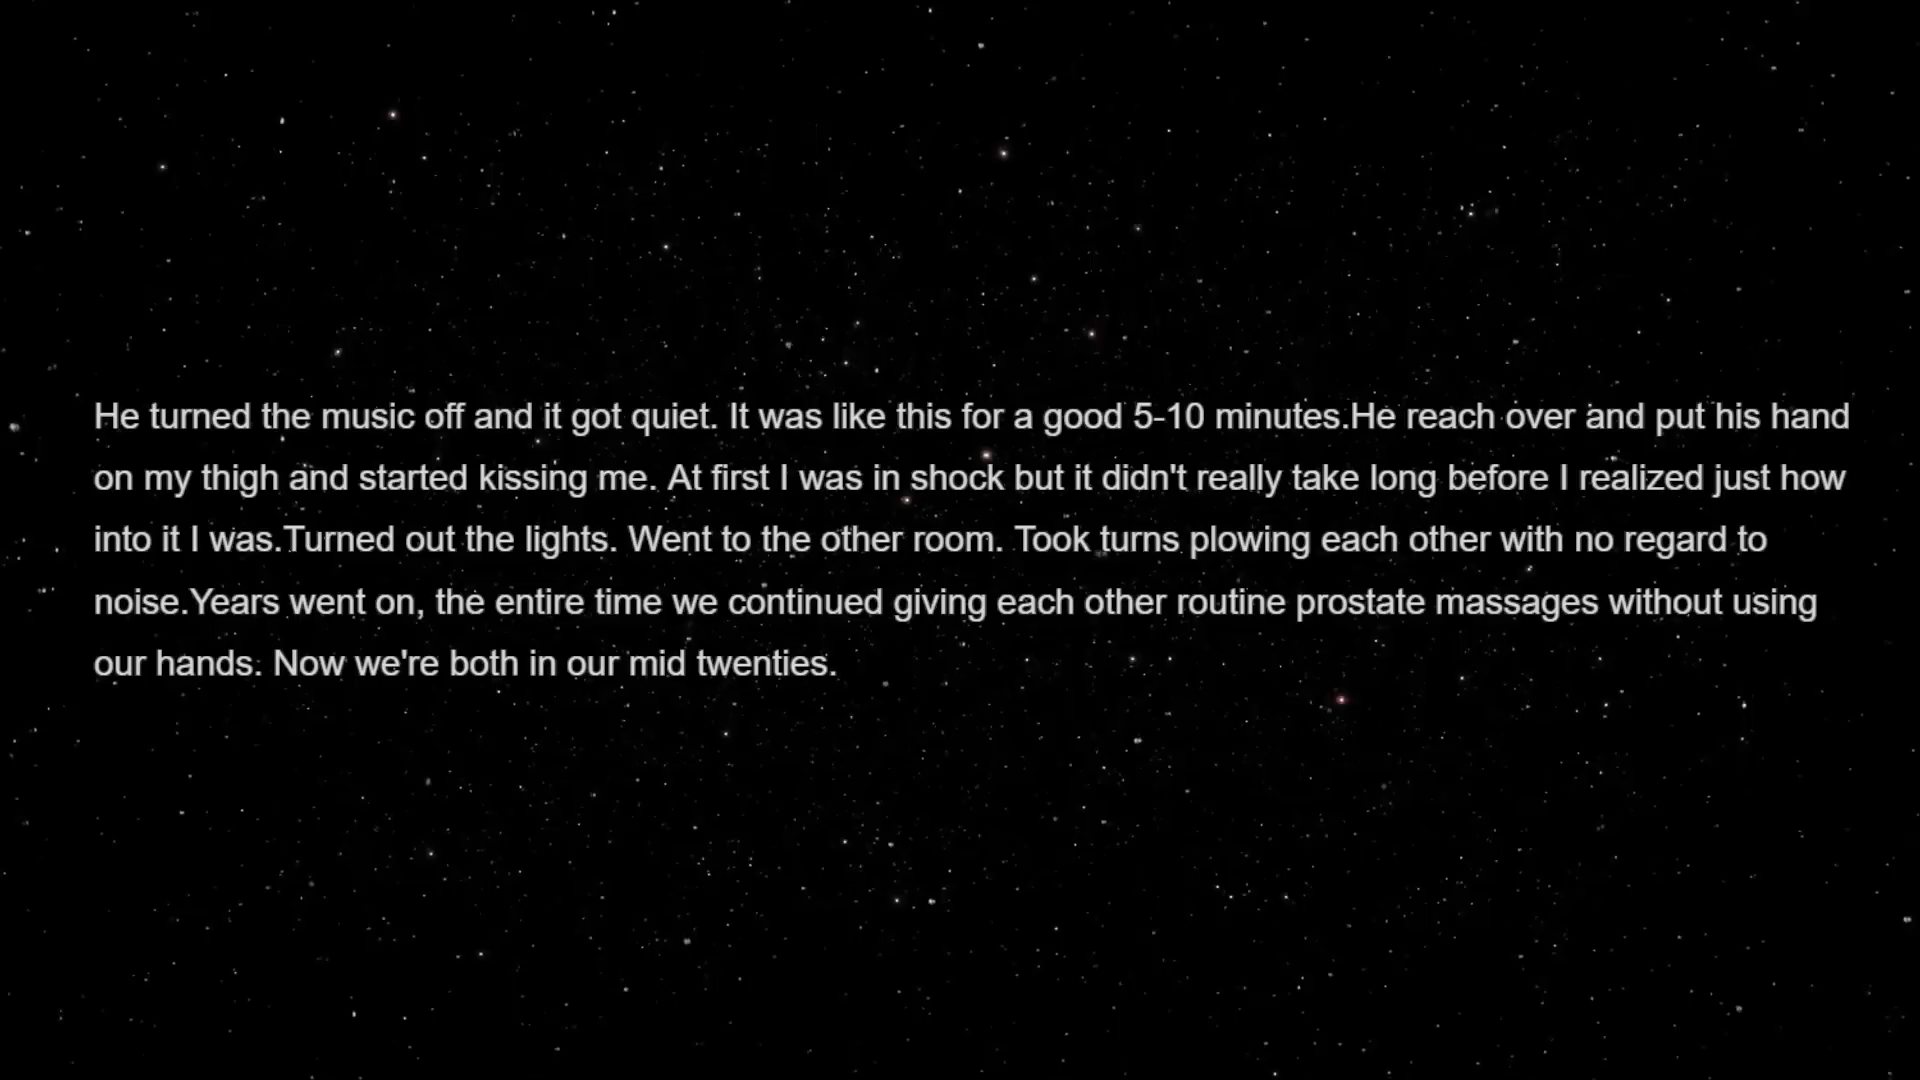 He turned the music off and it got quiet. It was like this for a good 5-10 minutes.He reach over and put his hand
on my thigh and started kissing me. At first I was in shock but it didn't really take long before I realized just how
into it I was.Turned out the lights. Went to the other room. Took turns plowing each other with no regard to
noise.Years went on, the entire time we continued giving each other routine prostate massages without using
our hands. Now we're both in our mid twenties.